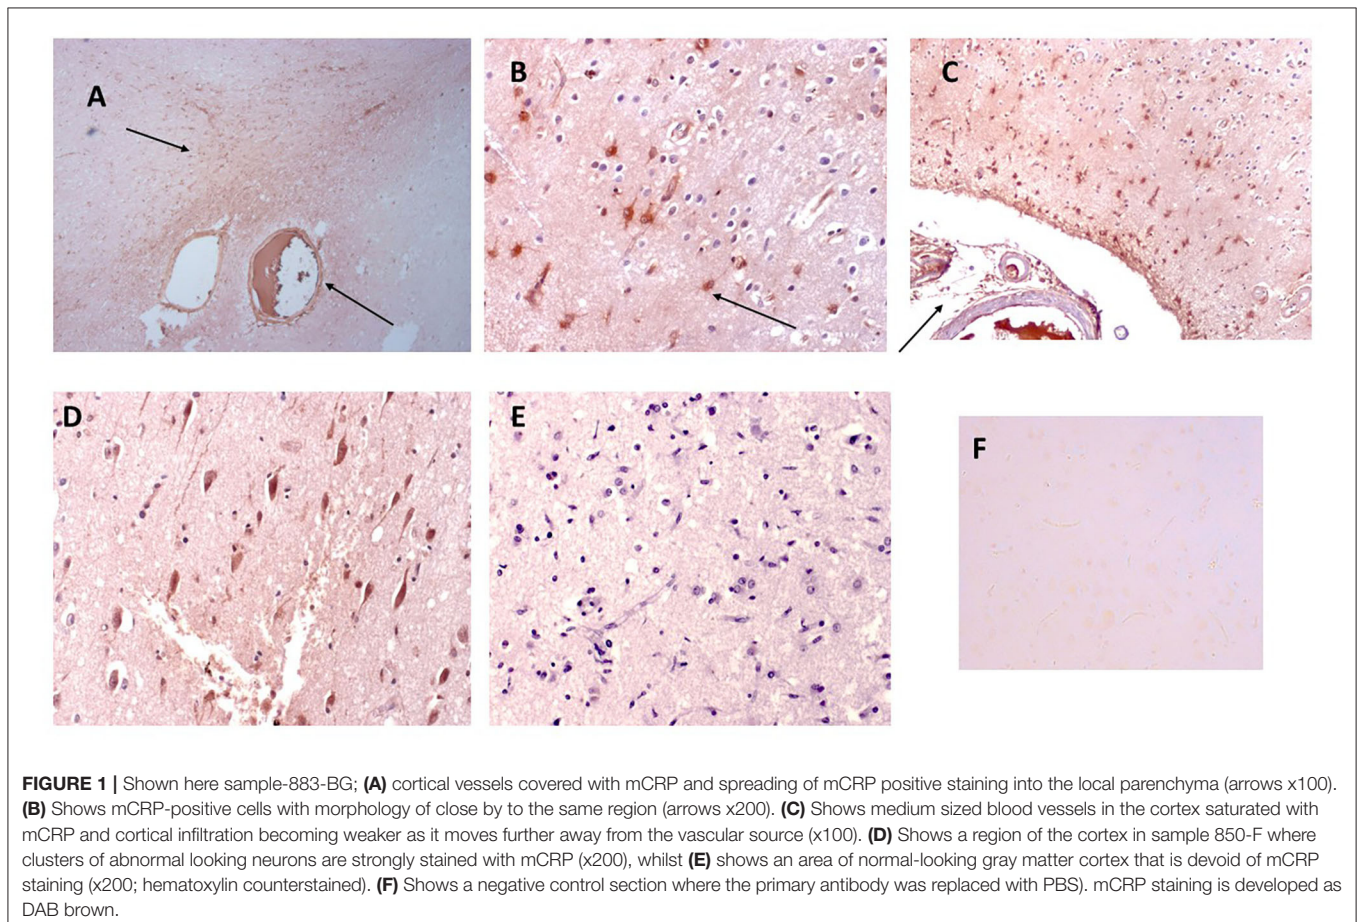 A
B
C
D
E
F
FIGURE 1 | Shown here sample-883-BG; (A) cortical vessels covered with mCRP and spreading of mCRP positive staining into the local parenchyma (arrows x100).
(B) Shows mCRP-positive cells with morphology of close by to the same region (arrows x200). (C) Shows medium sized blood vessels in the cortex saturated with
mCRP and cortical infiltration becoming weaker as it moves further away from the vascular source (x100). (D) Shows a region of the cortex in sample 850-F where
clusters of abnormal looking neurons are strongly stained with mCRP (x200), whilst (E) shows an area of normal-looking gray matter cortex that is devoid of mCRP
staining (x200; hematoxylin counterstained). (F) Shows a negative control section where the primary antibody was replaced with PBS). mCRP staining is developed as
DAB brown.